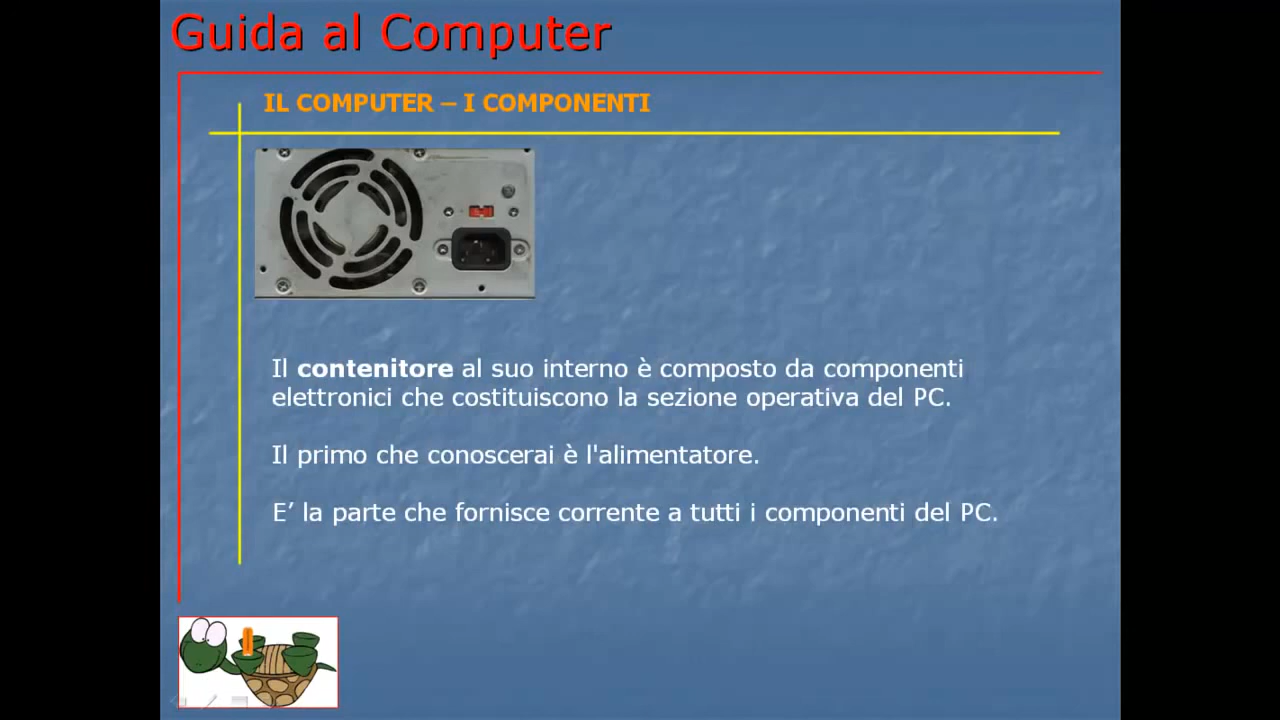 Guida al Computer
IL COMPUTER – I COMPONENTI
Il contenitore al suo interno è composto da componenti
elettronici che costituiscono la sezione operativa del PC.
Il primo che conoscerai è l'alimentatore.
E’ la parte che fornisce corrente a tutti i componenti del PC.